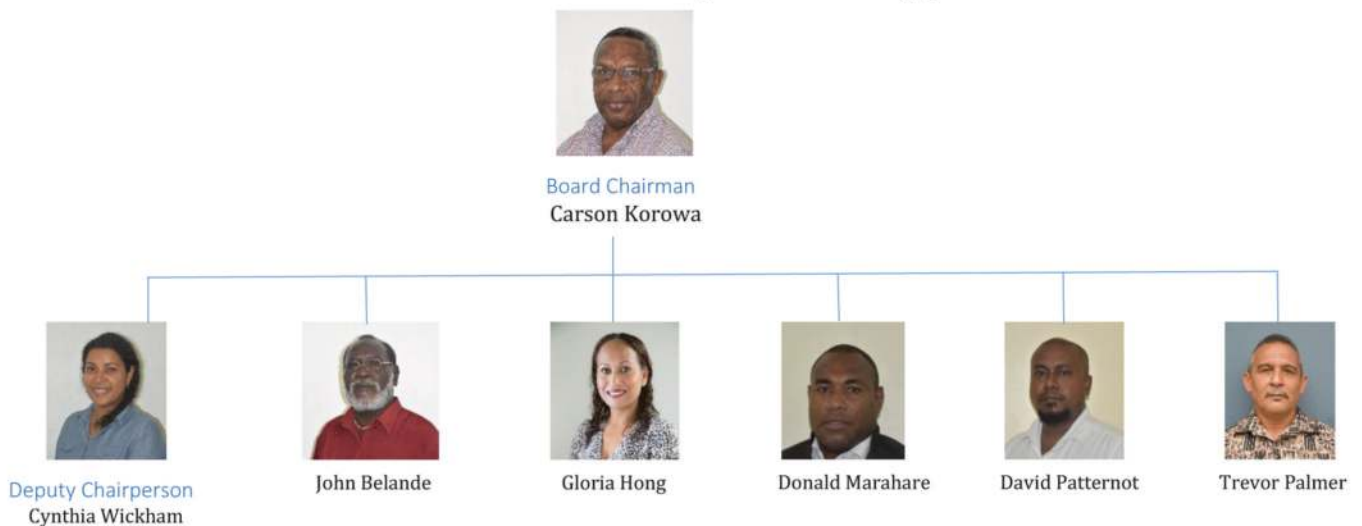 Board Chairman
Carson Korowa
Deputy Chairperson
Cynthia Wickham
John Belande
Gloria Hong
Donald Marahare
David Patternot
Trevor Palmer